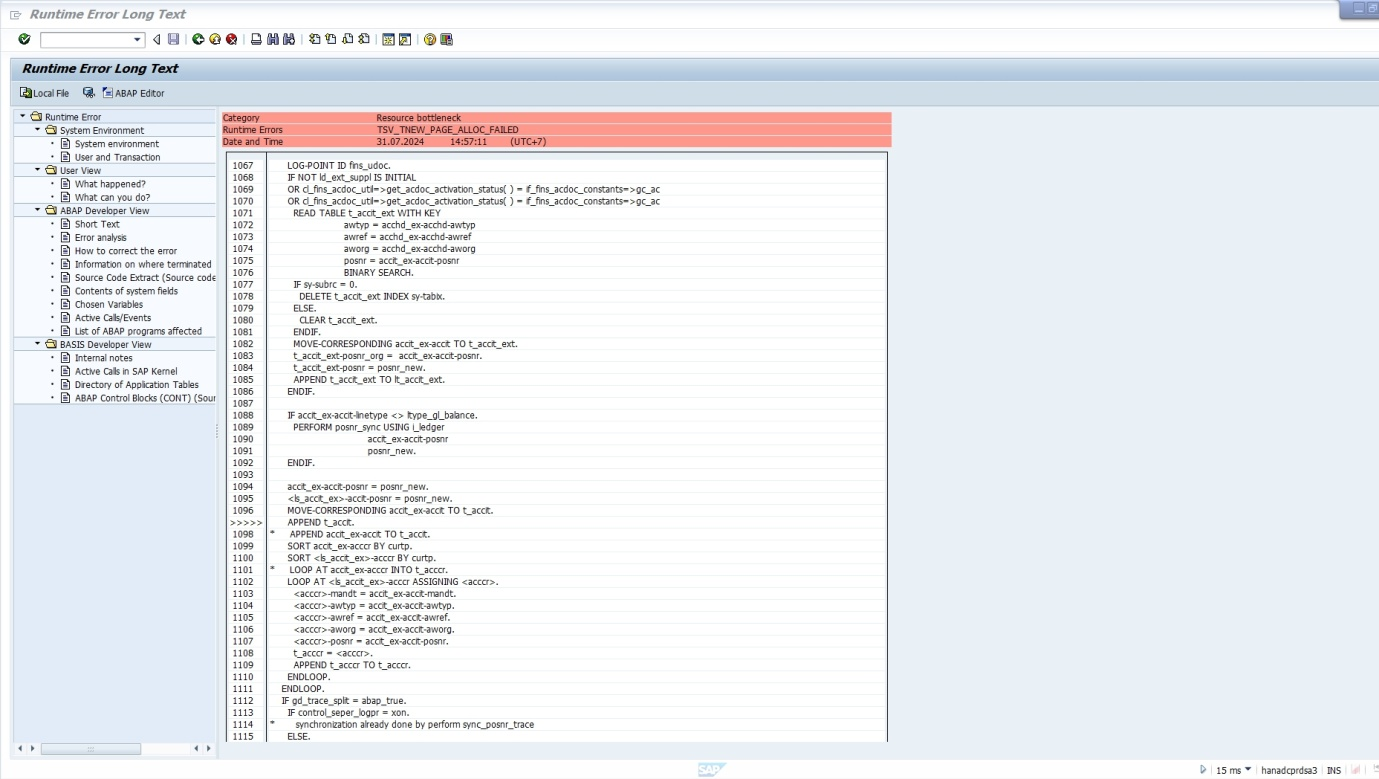 Runtime Error Long Text
Runtime Error Long Text
Local File ABAP Editor
Runtime Error
System Environment
System environment
User and Transaction
User View
What happened?
What can you do?
ABAP Developer View
Short Text
Error analysis
How to correct the error
Information on where terminated
Source Code Extract (Source code
Contents of system fields
Chosen Variables
Active Calls/Events
List of ABAP programs affected
BASIS Developer View
Internal notes
Active Calls in SAP Kernel
Directory of Application Tables
ABAP Control Blocks (CONT) (Sour
Category Resource bottleneck
Runtime Errors TSV_TNEW_PAGE_ALLOC_FAILED
Date and Time 31.07.2024 14:57:11 (UTC+7)
1067 LOG-POINT ID fins_udoc.
1068 IF NOT ld_ext_suppl IS INITIAL
1069 OR cl_fins_acdoc_util=>get_acdoc_activation_status( ) = if_fins_acdoc_constants=>gc_ac
1070 OR cl_fins_acdoc_util=>get_acdoc_activation_status( ) = if_fins_acdoc_constants=>gc_ac
1071 READ TABLE t_accit_ext WITH KEY
1072 awtyp = acchd_ex-acchd-awtyp
1073 awref = acchd_ex-acchd-awref
1074 aworg = acchd_ex-acchd-aworg
1075 posnr = accit_ex-accit-posnr
1076 BINARY SEARCH.
1077 IF sy-subrc = 0.
1078 DELETE t_accit_ext INDEX sy-tabix.
1079 ELSE.
1080 CLEAR t_accit_ext.
1081 ENDIF.
1082 MOVE-CORRESPONDING accit_ex-accit TO t_accit_ext.
1083 t_accit_ext-posnr_org = accit_ex-accit-posnr.
1084 t_accit_ext-posnr = posnr_new.
1085 APPEND t_accit_ext TO lt_accit_ext.
1086 ENDIF.
1087
1088 IF accit_ex-accit-linetype <> ltype_gl_balance.
1089 PERFORM posnr_sync USING i_ledger
1090 accit_ex-accit-posnr
1091 posnr_new.
1092 ENDIF.
1093
1094 accit_ex-accit-posnr = posnr_new.
1095 <ls_accit_ex>-accit-posnr = posnr_new.
1096 MOVE-CORRESPONDING accit_ex-accit TO t_accit.
>>>>> APPEND t_accit.
1098 * APPEND accit_ex-accit TO t_accit.
1099 SORT accit_ex-acccr BY curtp.
1100 SORT <ls_accit_ex>-acccr BY curtp.
1101 * LOOP AT accit_ex-acccr INTO t_acccr.
1102 LOOP AT <ls_accit_ex>-acccr ASSIGNING <acccr>.
1103 <acccr>-mandt = accit_ex-accit-mandt.
1104 <acccr>-awtyp = accit_ex-accit-awtyp.
1105 <acccr>-awref = accit_ex-accit-awref.
1106 <acccr>-aworg = accit_ex-accit-aworg.
1107 <acccr>-posnr = accit_ex-accit-posnr.
1108 t_acccr = <acccr>.
1109 APPEND t_acccr TO t_acccr.
1110 ENDLOOP.
1111 ENDLOOP.
1112 IF gd_trace_split = abap_true.
1113 IF control_seper_logpr = xon.
1114 * synchronization already done by perform sync_posnr_trace
1115 ELSE.
SAP
15 ms hanadcprdsa3 INS